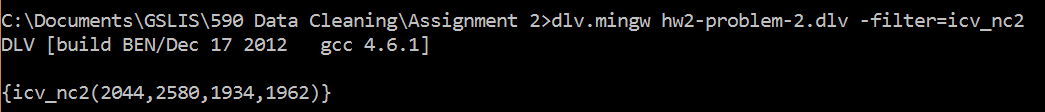 C:\Documents\GSLIS\590 Data Cleaning\Assignment 2>dlv.mingw hw2-problem-2.dlv -filter=icv_nc2
DLV [build BEN/Dec 17 2012   gcc 4.6.1]
{icv_nc2(2044,2580,1934,1962)}